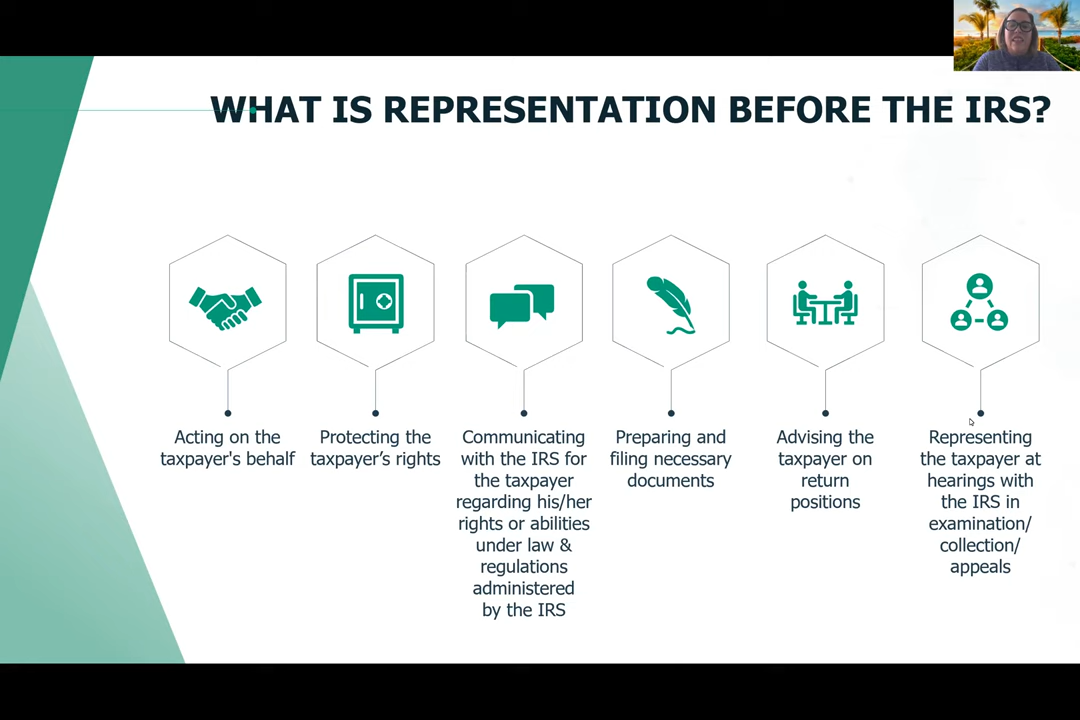 WHAT IS REPRESENTATION BEFORE THE IRS?
Acting on the
taxpayer's behalf
Protecting the
taxpayer’s rights
Communicating
with the IRS for
the taxpayer
regarding his/her
rights or abilities
under law &
regulations
administered
by the IRS
Preparing and
filing necessary
documents
Advising the
taxpayer on
return
positions
Representing
the taxpayer at
hearings with
the IRS in
examination/
collection/
appeals